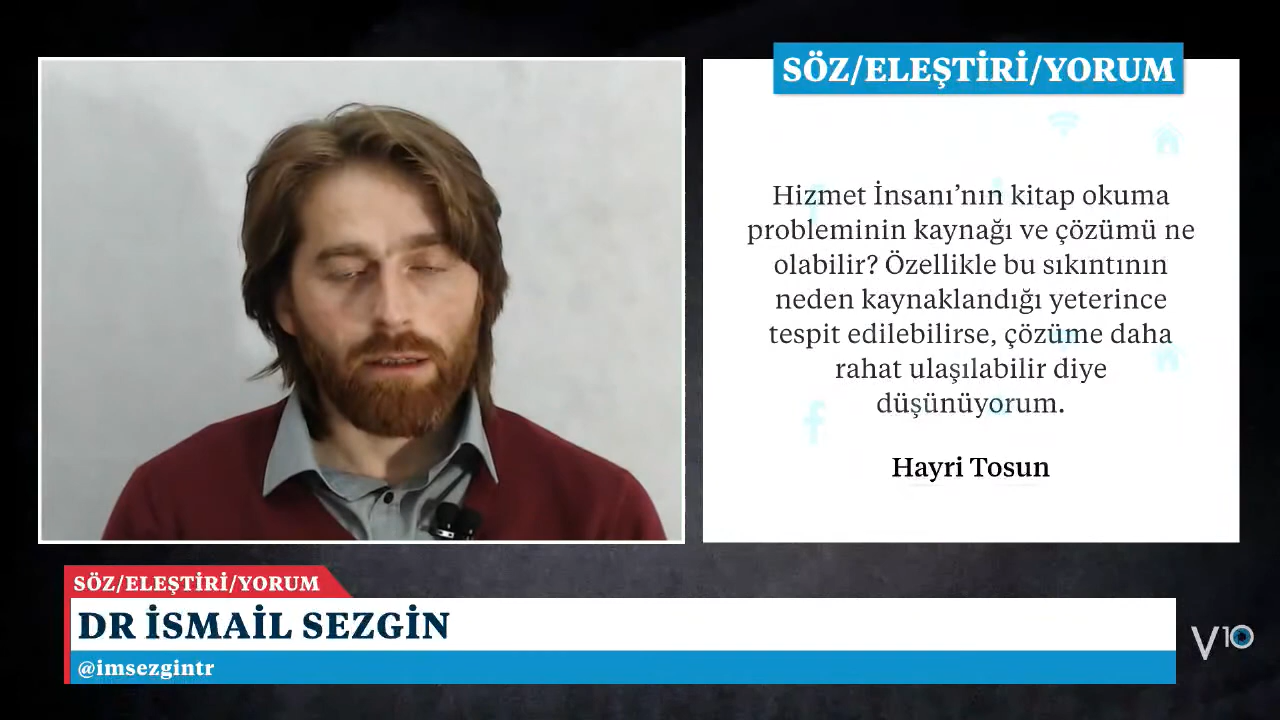 SÖZ/ELEŞTİRİ/YORUM
Hizmet İnsanı’nın kitap okuma
probleminin kaynağı ve çözümü ne
olabilir? Özellikle bu sıkıntının
neden kaynaklandığı yeterince
tespit edilebilirse, çözüme daha
rahat ulaşılabilir diye
düşünüyorum.
Hayri Tosun
SÖZ/ELEŞTİRİ/YORUM
DR İSMAİL SEZGİN
@imsezgintr
V10